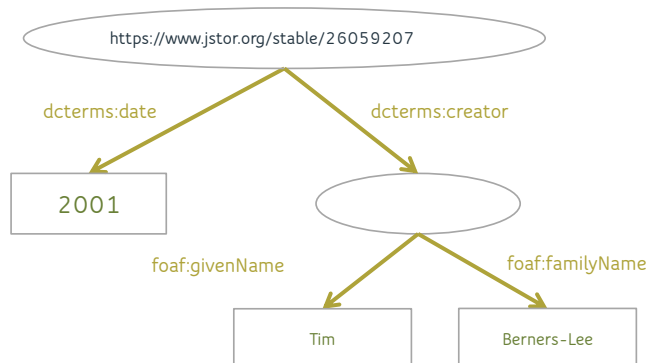 https://www.jstor.org/stable/26059207
dcterms:date
dcterms:creator
2001
foaf:givenName
foaf:familyName
Tim
Berners-Lee